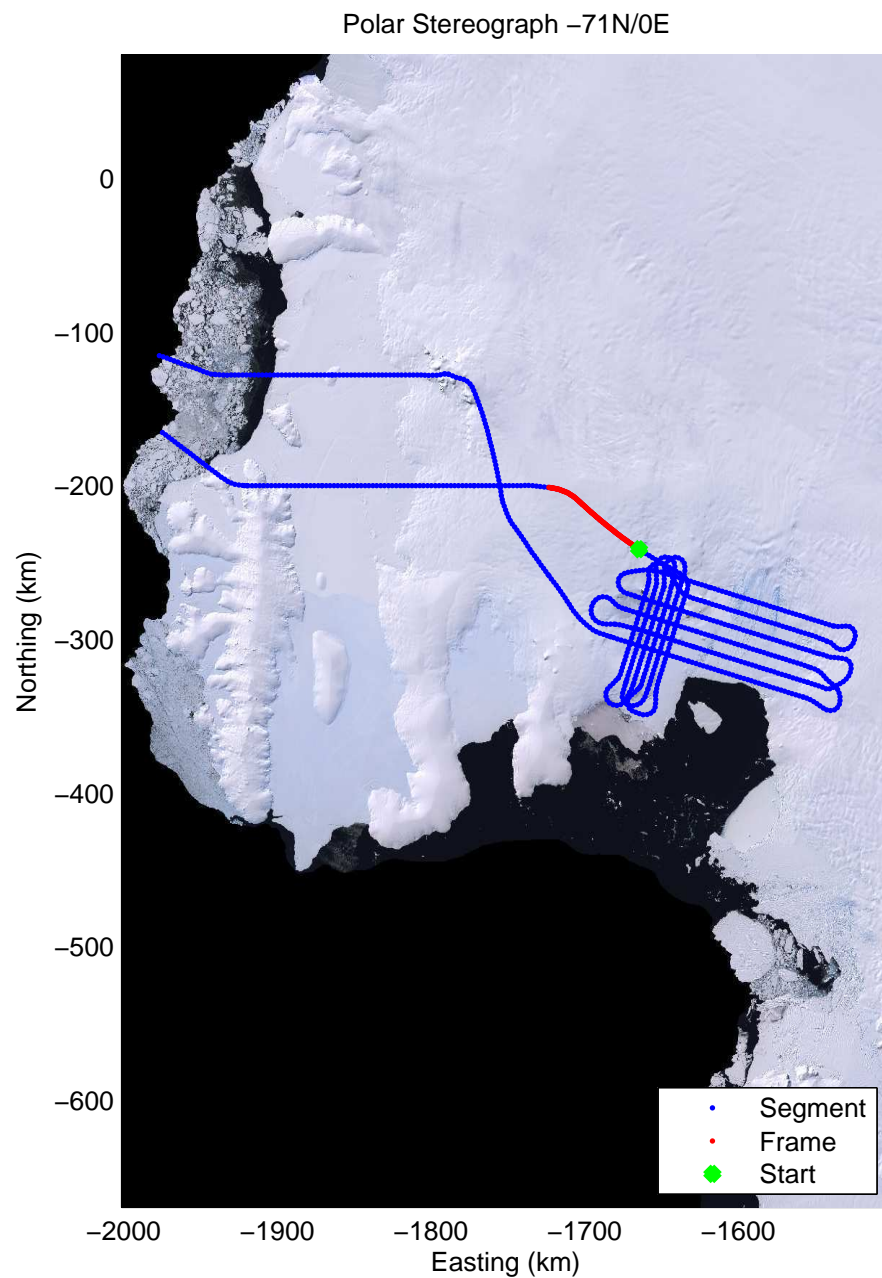 Polar Stereograph −71N/0E
0
−100
−200
−300
−400
−500
−600
Northing (km)
Segment
Frame
Start
−2000 −1900 −1800 −1700 −1600
Easting (km)